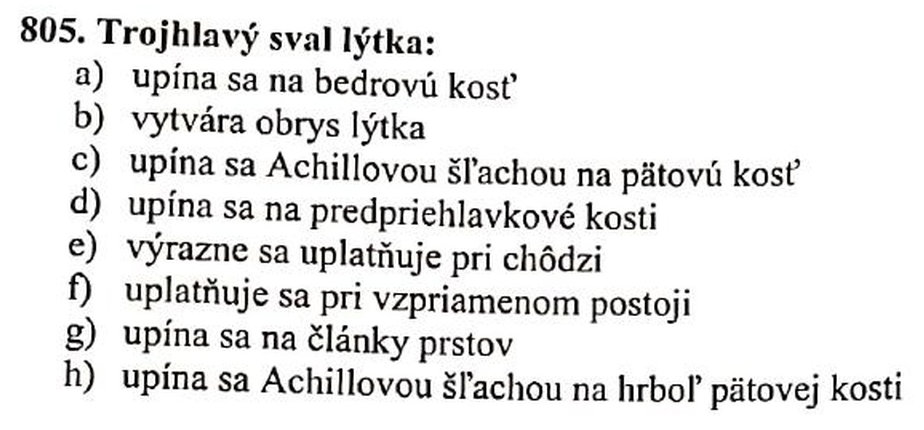 805. Trojhlavý sval lýtka:
a) upína sa na bedrovú kosť
b) vytvára obrys lýtka
c) upína sa Achillovou šľachou na pätovú kosť
d) upína sa na predpriehlavkové kosti
e) výrazne sa uplatňuje pri chôdzi
f) uplatňuje sa pri vzpriamenom postoji
g) upína sa na články prstov
h) upína sa Achillovou šľachou na hrboľ pätovej kosti